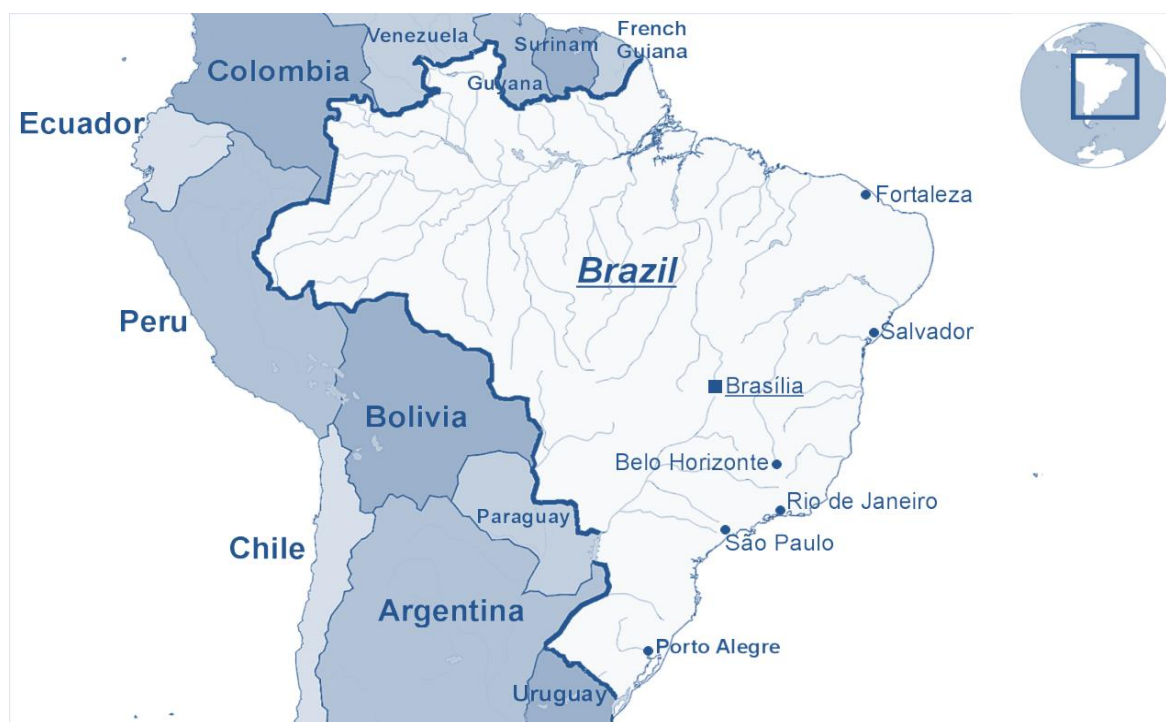 French
Venezuela
Surinam
Guiana
Colombia
Guyana
Ecuador
Fortaleza
Brazil
Peru
Salvador
Brasília
Bolivia
Belo Horizonte
Rio de Janeiro
Paraguay
São Paulo
Chile
Argentina
Porto Alegre
Uruguay